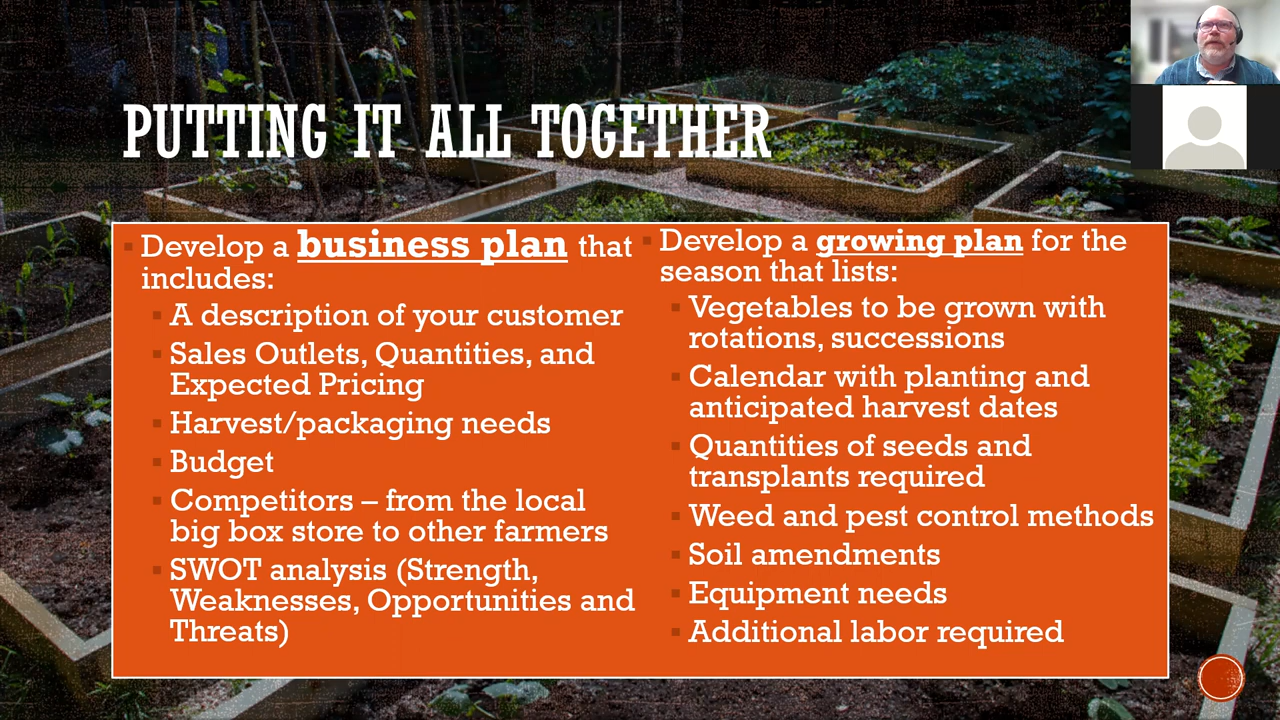 PUTTING IT ALL TOGETHER
Develop a business plan that
includes:
A description of your customer
Sales Outlets, Quantities, and
Expected Pricing
Harvest/packaging needs
Budget
Competitors – from the local
big box store to other farmers
SWOT analysis (Strength,
Weaknesses, Opportunities and
Threats)
Develop a growing plan for the
season that lists:
Vegetables to be grown with
rotations, successions
Calendar with planting and
anticipated harvest dates
Quantities of seeds and
transplants required
Weed and pest control methods
Soil amendments
Equipment needs
Additional labor required